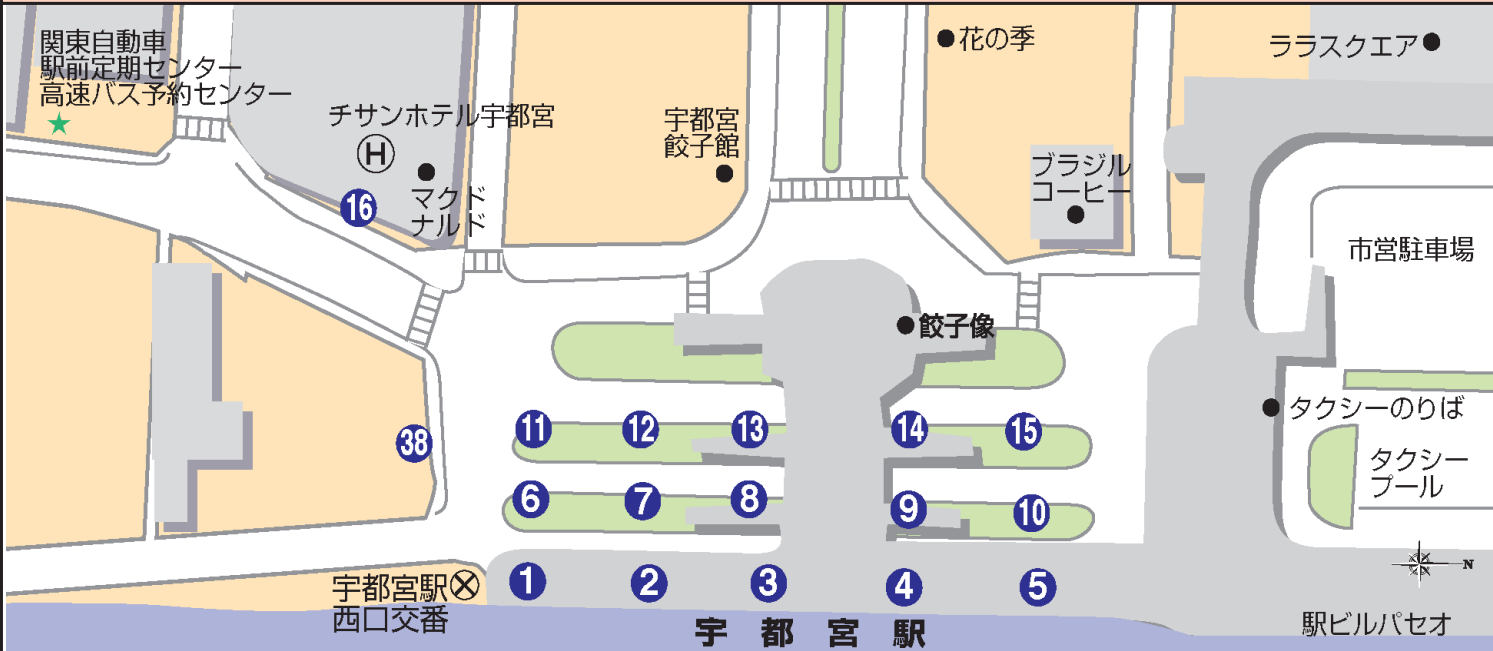 関東自動車
駅前定期センター
高速バス予約センター
チサンホテル宇都宮
H
マクド
ナルド
16
宇都宮
餃子館
花の季
ブラジル
コーヒー
ララスクエア
市営駐車場
餃子像
タクシーのりば
タクシー
プール
38
11
12
13
14
15
6
7
8
9
10
1
2
3
4
5
宇都宮駅
西口交番
宇都宮駅
N
駅ビルパセオ